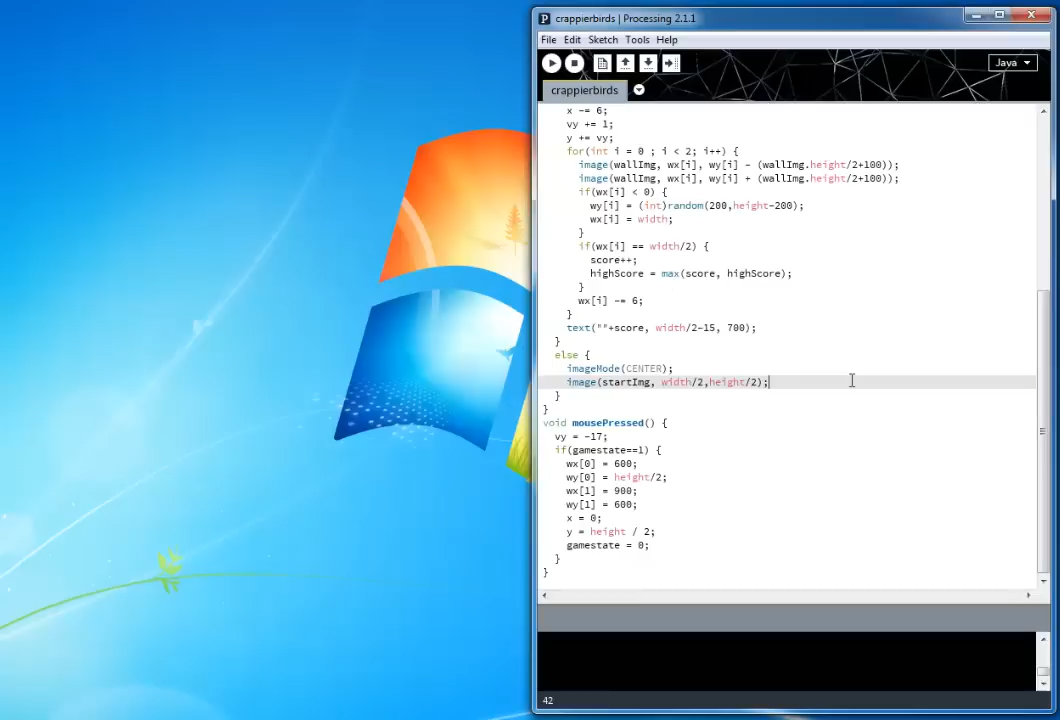 crappierbirds | Processing 2.1.1
File Edit Sketch Tools Help
Java
crappierbirds
x -= 6;
vy += 1;
y += vy;
for(int i = 0 ; i < 2; i++) {
image(wallImg, wx[i], wy[i] - (wallImg.height/2+100));
image(wallImg, wx[i], wy[i] + (wallImg.height/2+100));
if(wx[i] < 0) {
wy[i] = (int)random(200,height-200);
wx[i] = width;
}
if(wx[i] == width/2) {
score++;
highScore = max(score, highScore);
}
wx[i] -= 6;
}
text(""+score, width/2-15, 700);
}
else {
imageMode(CENTER);
image(startImg, width/2,height/2);
}
}
void mousePressed() {
vy = -17;
if(gamestate==1) {
wx[0] = 600;
wy[0] = height/2;
wx[1] = 900;
wy[1] = 600;
x = 0;
y = height / 2;
gamestate = 0;
}
}
42